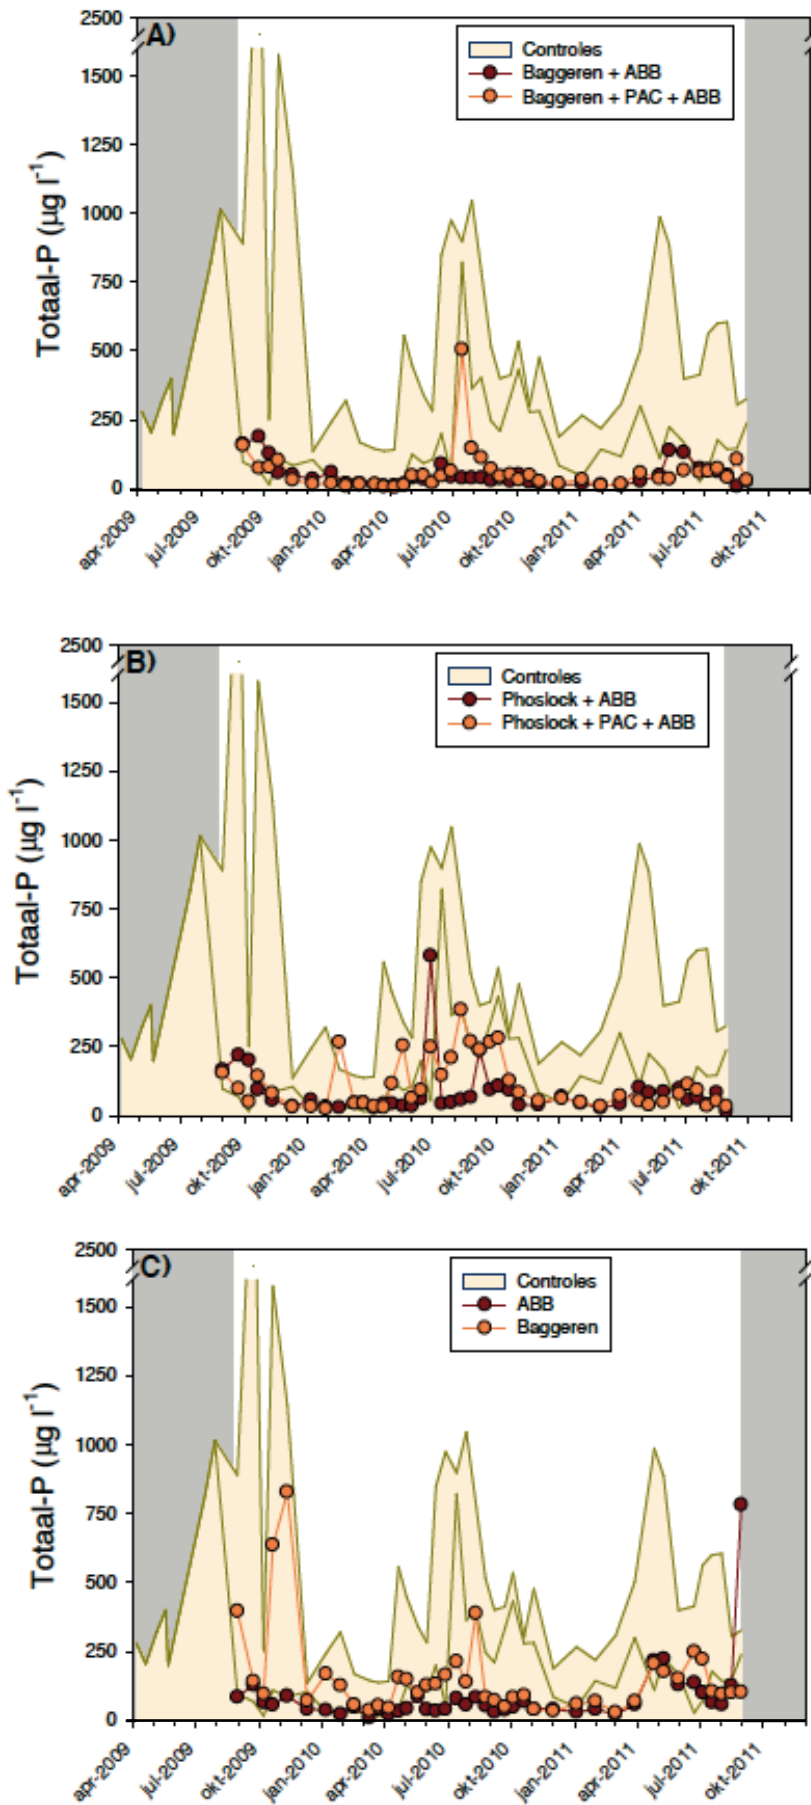 A)
2500
1500
1250
1000
750
500
250
0
Totaal-P (µg l⁻¹)
Controles
Baggeren + ABB
Baggeren + PAC + ABB
apr-2009
jul-2009
okt-2009
jan-2010
apr-2010
jul-2010
okt-2010
jan-2011
apr-2011
jul-2011
okt-2011
B)
2500
1500
1250
1000
750
500
250
0
Totaal-P (µg l⁻¹)
Controles
Phoslock + ABB
Phoslock + PAC + ABB
apr-2009
jul-2009
okt-2009
jan-2010
apr-2010
jul-2010
okt-2010
jan-2011
apr-2011
jul-2011
okt-2011
C)
2500
1500
1250
1000
750
500
250
0
Totaal-P (µg l⁻¹)
Controles
ABB
Baggeren
apr-2009
jul-2009
okt-2009
jan-2010
apr-2010
jul-2010
okt-2010
jan-2011
apr-2011
jul-2011
okt-2011